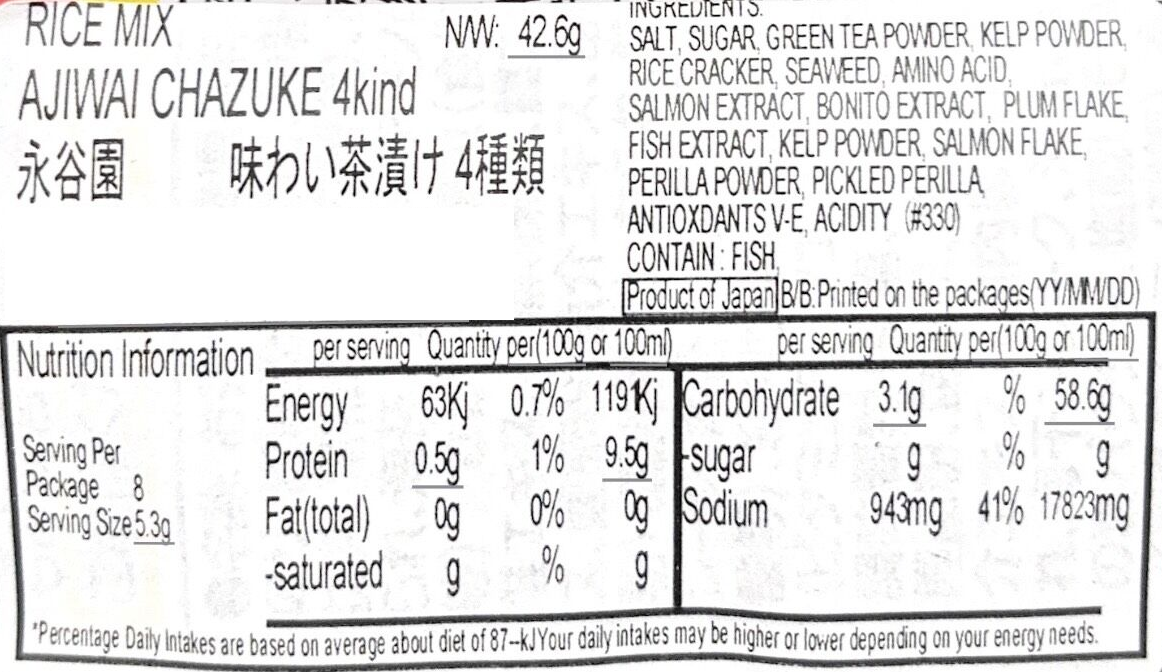 RICE MIX N/W: 42.6g
AJIWAI CHAZUKE 4kind
永谷園 味わい茶漬け 4種類
INGREDIENTS:
SALT, SUGAR, GREEN TEA POWDER, KELP POWDER,
RICE CRACKER, SEAWEED, AMINO ACID,
SALMON EXTRACT, BONITO EXTRACT, PLUM FLAKE,
FISH EXTRACT, KELP POWDER, SALMON FLAKE,
PERILLA POWDER, PICKLED PERILLA,
ANTIOXDANTS V-E, ACIDITY (#330)
CONTAIN : FISH,
Product of Japan B/B:Printed on the packages(YY/MM/DD)
Nutrition Information
Serving Per
Package 8
Serving Size 5.3g
per serving Quantity per(100g or 100ml)
Energy 63Kj 0.7% 1191Kj
Protein 0.5g 1% 9.5g
Fat(total) 0g 0% 0g
-saturated g % g
per serving Quantity per(100g or 100ml)
Carbohydrate 3.1g % 58.6g
-sugar g % g
Sodium 943mg 41% 17823mg
*Percentage Daily Intakes are based on average about diet of 87--kJYour daily intakes may be higher or lower depending on your energy needs.